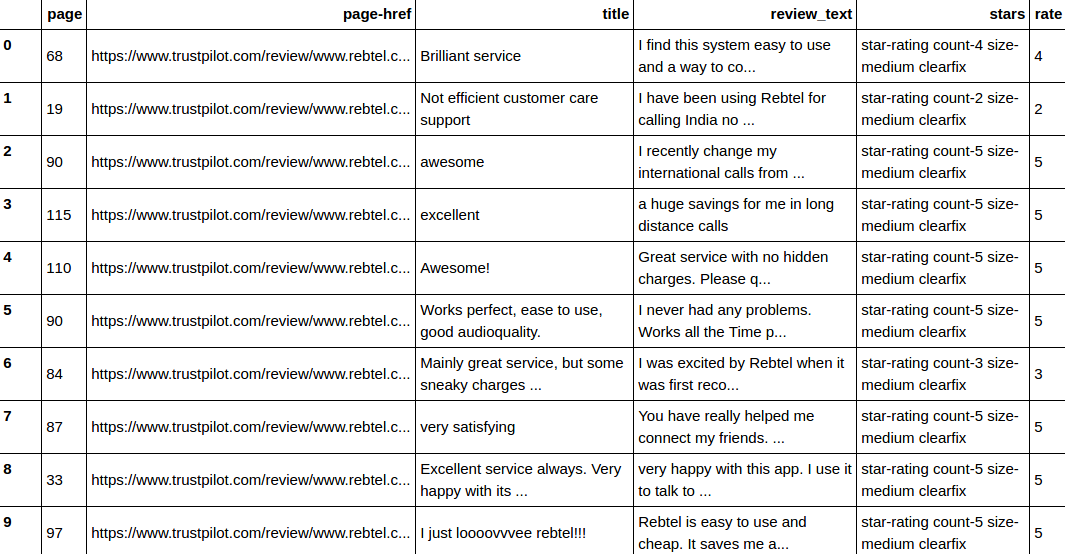 page page-href title review_text stars rate
0 68 https://www.trustpilot.com/review/www.rebtel.c... Brilliant service I find this system easy to use star-rating count-4 size- 4
and a way to co... medium clearfix
1 19 https://www.trustpilot.com/review/www.rebtel.c... Not efficient customer care I have been using Rebtel for star-rating count-2 size- 2
support calling India no ... medium clearfix
2 90 https://www.trustpilot.com/review/www.rebtel.c... awesome I recently change my star-rating count-5 size- 5
international calls from ... medium clearfix
3 115 https://www.trustpilot.com/review/www.rebtel.c... excellent a huge savings for me in long star-rating count-5 size- 5
distance calls medium clearfix
4 110 https://www.trustpilot.com/review/www.rebtel.c... Awesome! Great service with no hidden star-rating count-5 size- 5
charges. Please q... medium clearfix
5 90 https://www.trustpilot.com/review/www.rebtel.c... Works perfect, ease to use, I never had any problems. star-rating count-5 size- 5
good audioquality. Works all the Time p... medium clearfix
6 84 https://www.trustpilot.com/review/www.rebtel.c... Mainly great service, but some I was excited by Rebtel when it star-rating count-3 size- 3
sneaky charges ... was first reco... medium clearfix
7 87 https://www.trustpilot.com/review/www.rebtel.c... very satisfying You have really helped me star-rating count-5 size- 5
connect my friends. ... medium clearfix
8 33 https://www.trustpilot.com/review/www.rebtel.c... Excellent service always. Very very happy with this app. I use it star-rating count-5 size- 5
happy with its ... to talk to ... medium clearfix
9 97 https://www.trustpilot.com/review/www.rebtel.c... I just loooovvvee rebtel!!! Rebtel is easy to use and star-rating count-5 size- 5
cheap. It saves me a... medium clearfix